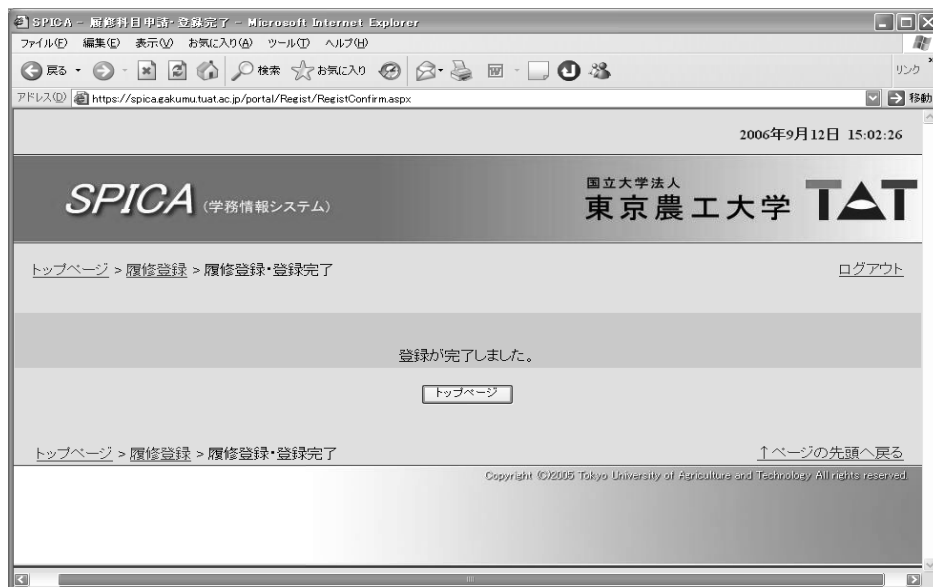 SPICA - 履修科目申請・登録完了 - Microsoft Internet Explorer
ファイル(F) 編集(E) 表示(V) お気に入り(A) ツール(T) ヘルプ(H)
戻る 検索 お気に入り リンク »
アドレス(D) https://spica.gakumu.tuat.ac.jp/portal/Regist/RegistConfirm.aspx 移動
2006年9月12日 15:02:26
SPICA (学務情報システム)
国立大学法人
東京農工大学 TAT
トップページ > 履修登録 > 履修登録・登録完了 ログアウト
登録が完了しました。
トップページ
トップページ > 履修登録 > 履修登録・登録完了 ↑ページの先頭へ戻る
Copyright (C)2005 Tokyo University of Agriculture and Technology All rights reserved.